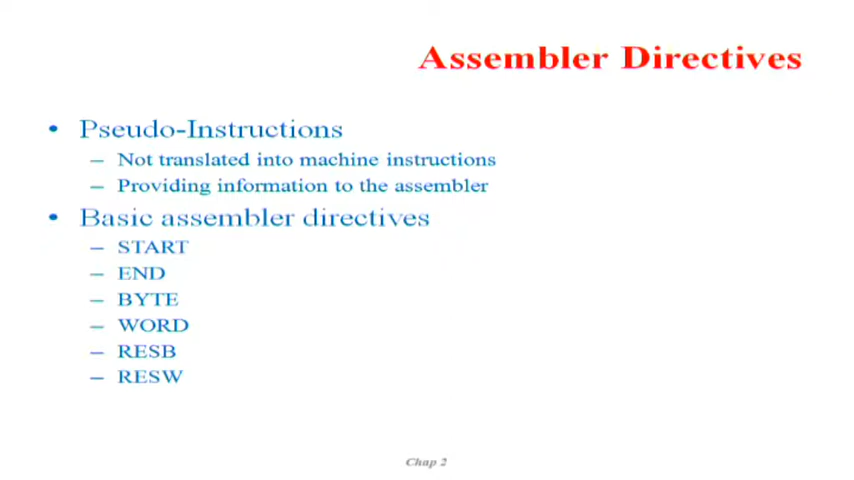 Assembler Directives
• Pseudo-Instructions
– Not translated into machine instructions
– Providing information to the assembler
• Basic assembler directives
– START
– END
– BYTE
– WORD
– RESB
– RESW
Chap 2